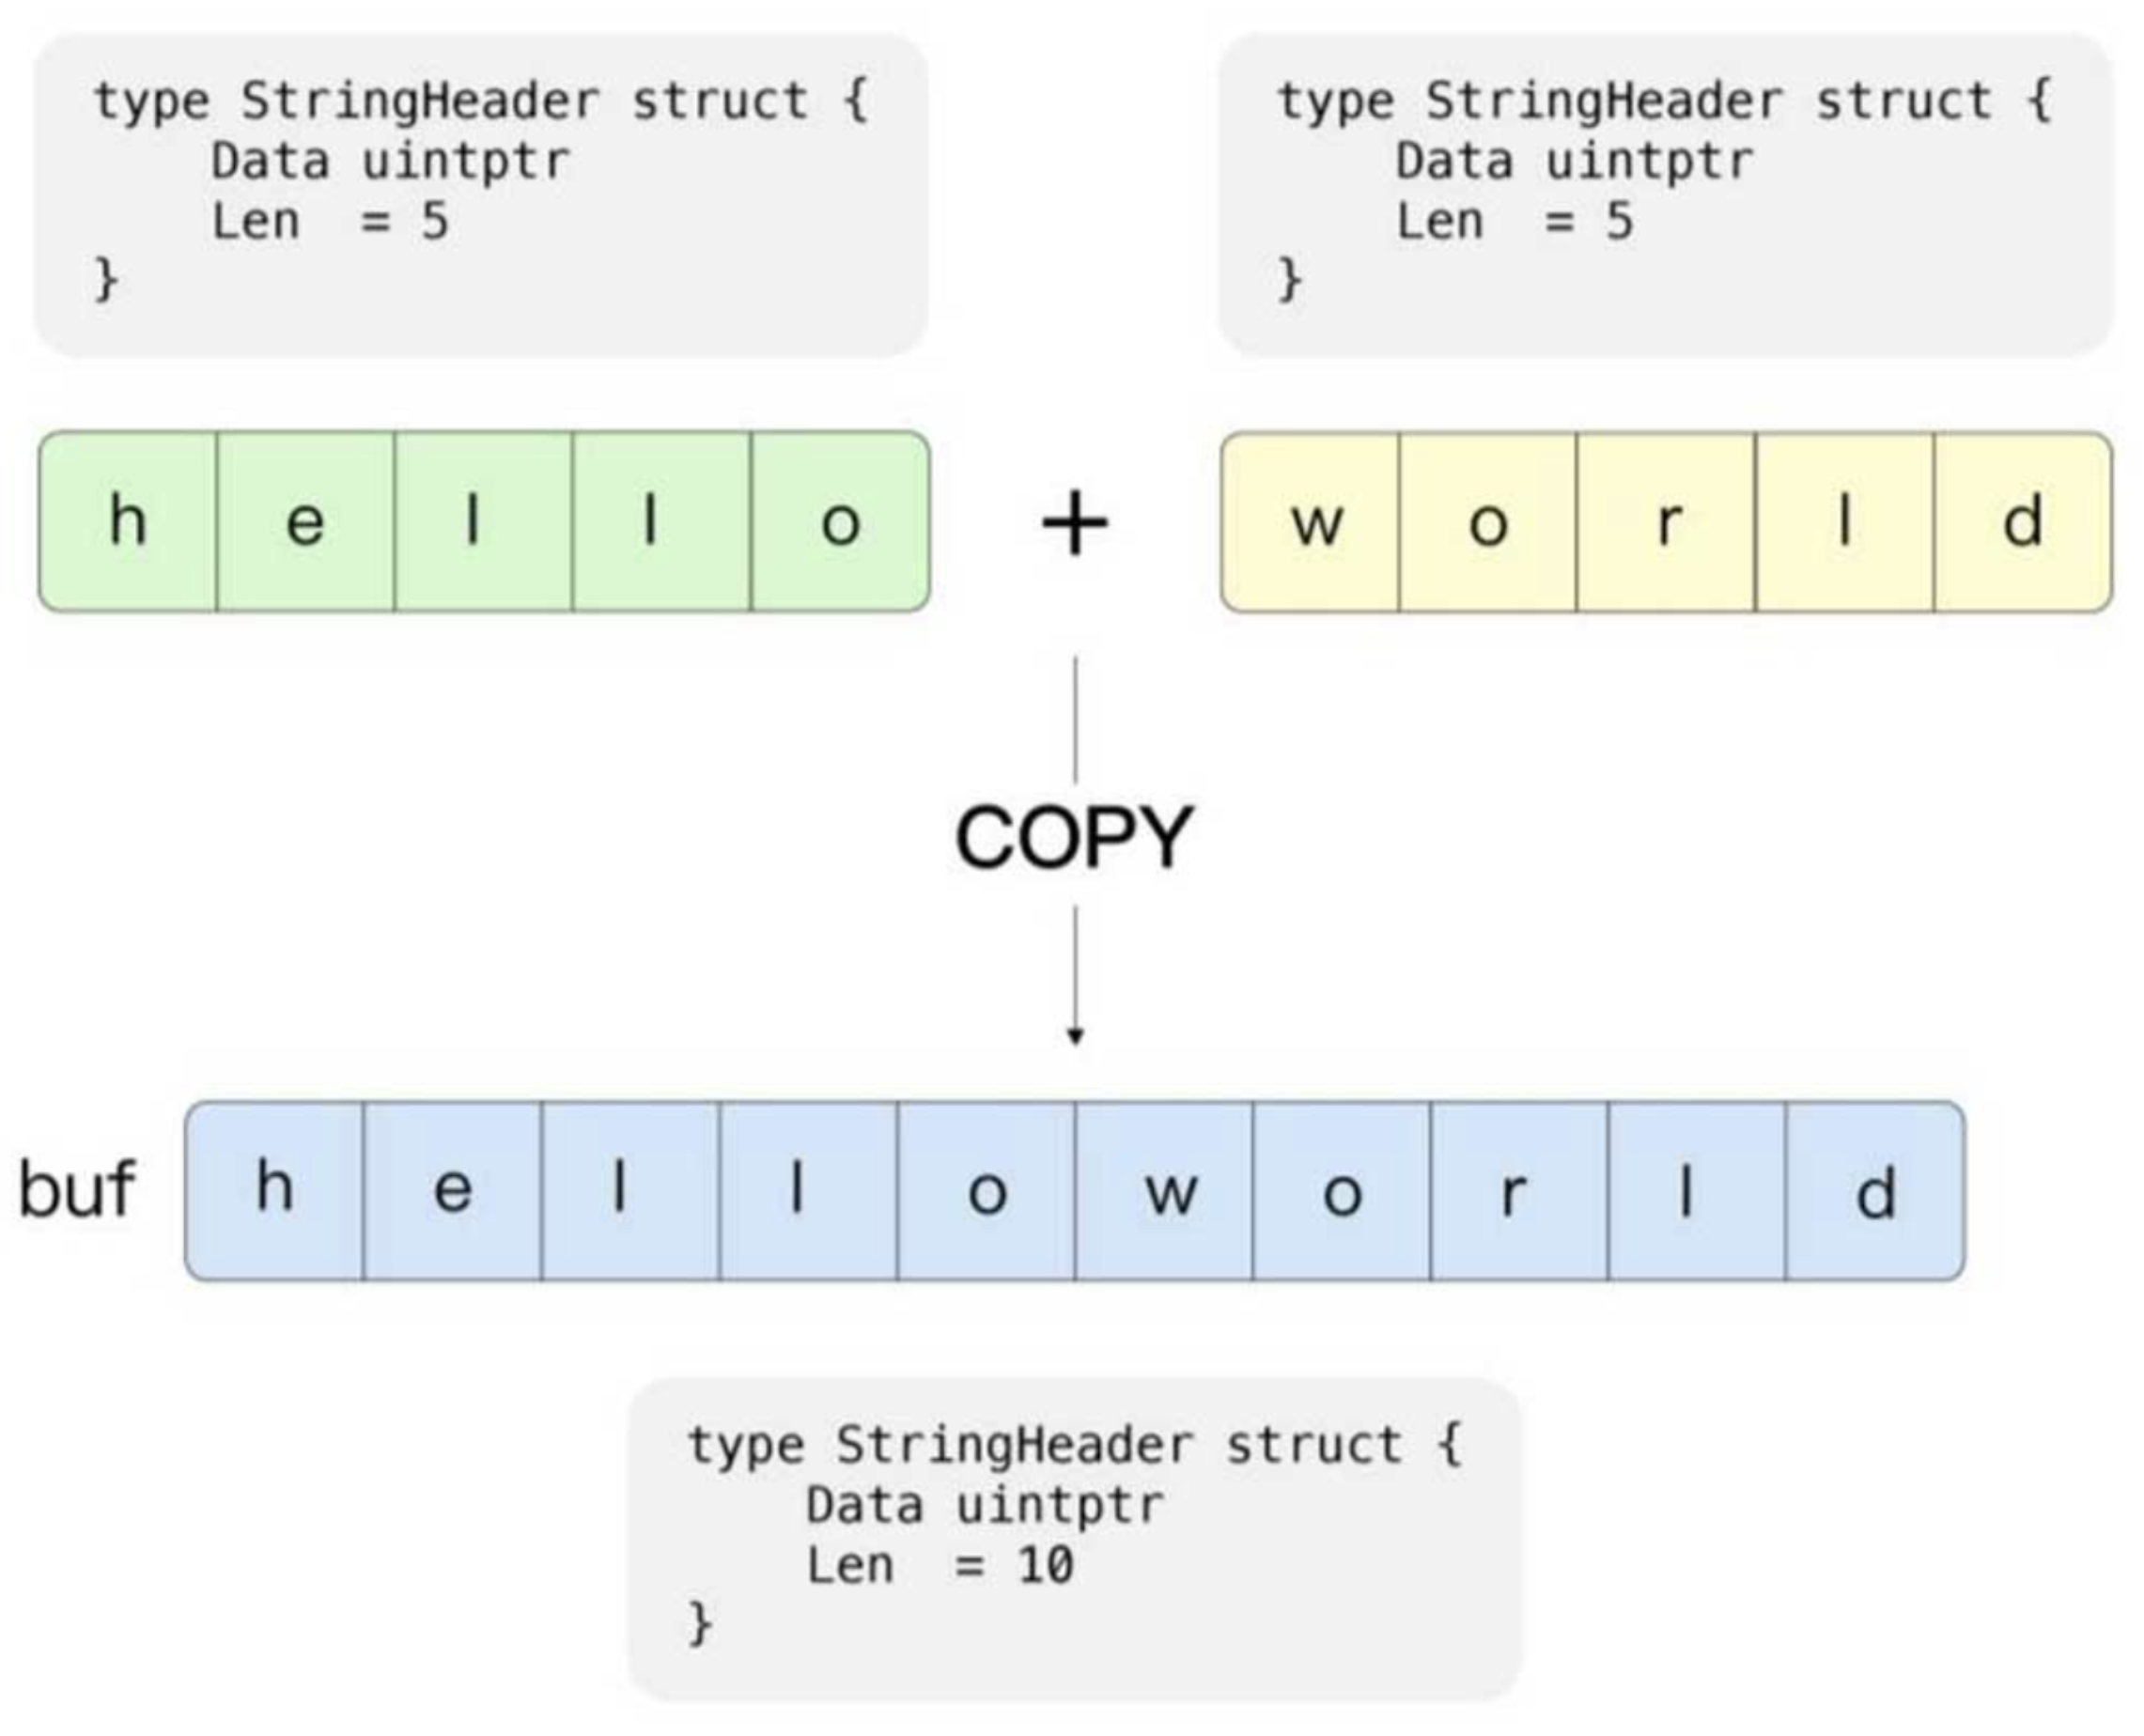 type StringHeader struct {
    Data uintptr
    Len  = 5
}
type StringHeader struct {
    Data uintptr
    Len  = 5
}
h e l l o + w o r l d
COPY
buf h e l l o w o r l d
type StringHeader struct {
    Data uintptr
    Len  = 10
}